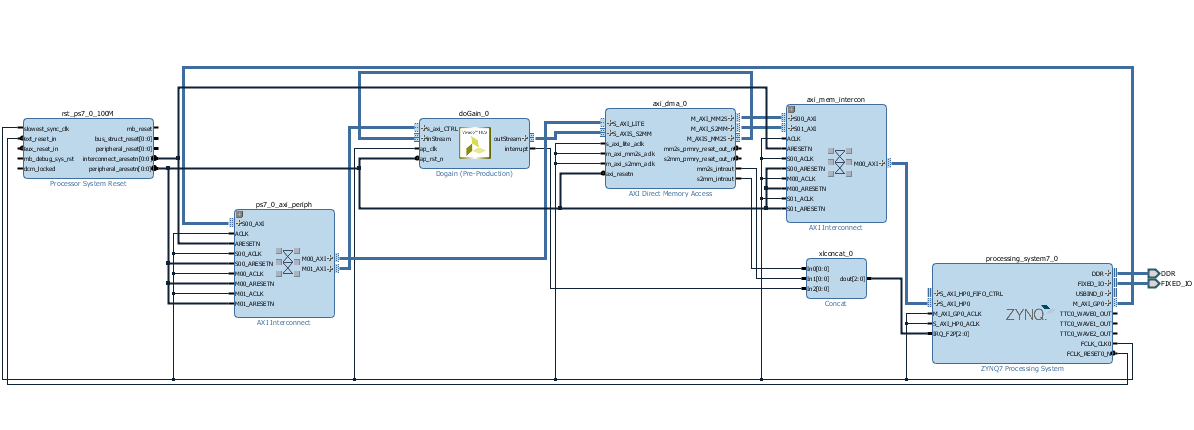 rst_ps7_0_100M
slowest_sync_clk
mb_reset
ext_reset_in
bus_struct_reset[0:0]
aux_reset_in
peripheral_reset[0:0]
mb_debug_sys_rst
interconnect_aresetn[0:0]
dcm_locked
peripheral_aresetn[0:0]
Processor System Reset
ps7_0_axi_periph
S00_AXI
ACLK
ARESETN
S00_ACLK
S00_ARESETN
M00_ACLK
M00_ARESETN
M01_ACLK
M01_ARESETN
M00_AXI
M01_AXI
AXI Interconnect
doGain_0
s_axi_CTRL
inStream
ap_clk
ap_rst_n
Vivado™ HLS
outStream
interrupt
Dogain (Pre-Production)
axi_dma_0
S_AXI_LITE
S_AXIS_S2MM
s_axi_lite_aclk
m_axi_mm2s_aclk
m_axi_s2mm_aclk
axi_resetn
M_AXI_MM2S
M_AXI_S2MM
M_AXIS_MM2S
mm2s_prmry_reset_out_n
s2mm_prmry_reset_out_n
mm2s_introut
s2mm_introut
AXI Direct Memory Access
axi_mem_intercon
S00_AXI
S01_AXI
ACLK
ARESETN
S00_ACLK
S00_ARESETN
M00_ACLK
M00_ARESETN
S01_ACLK
S01_ARESETN
M00_AXI
AXI Interconnect
xlconcat_0
In0[0:0]
In1[0:0]
In2[0:0]
dout[2:0]
Concat
processing_system7_0
S_AXI_HP0_FIFO_CTRL
S_AXI_HP0
M_AXI_GP0_ACLK
S_AXI_HP0_ACLK
IRQ_F2P[2:0]
ZYNQ.
DDR
FIXED_IO
USBIND_0
M_AXI_GP0
TTC0_WAVE0_OUT
TTC0_WAVE1_OUT
TTC0_WAVE2_OUT
FCLK_CLK0
FCLK_RESET0_N
ZYNQ7 Processing System
DDR
FIXED_IO